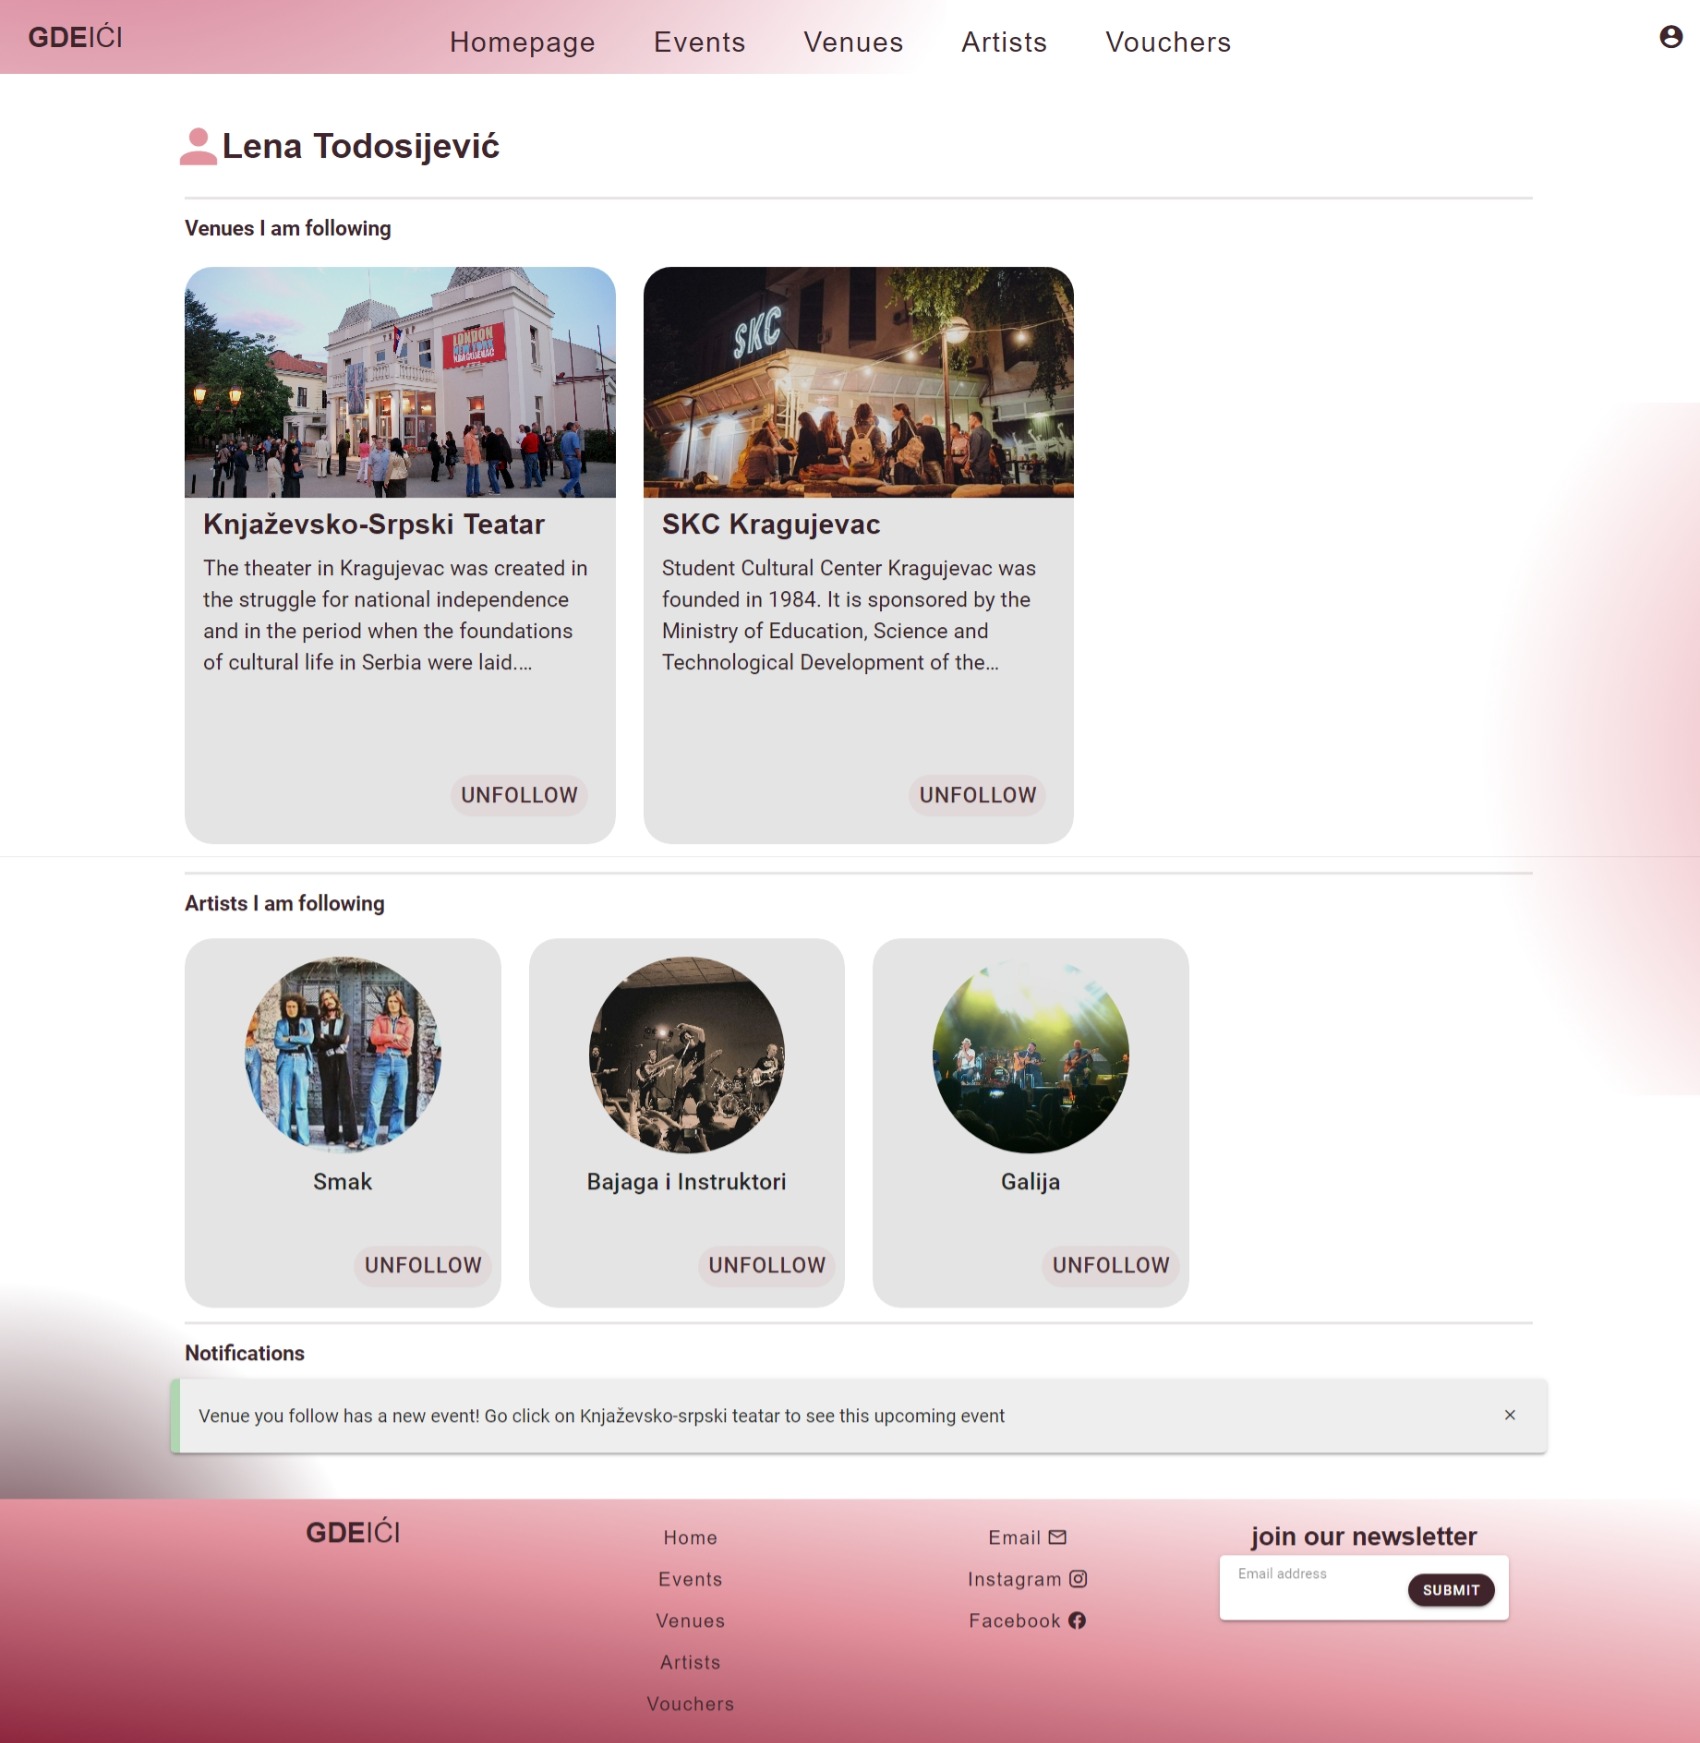 GDEIĆI
Homepage
Events
Venues
Artists
Vouchers
Lena Todosijević
Venues I am following
SKC
LONDON
NEW YORK
KRAGUJEVAC
Knjaževsko-Srpski Teatar
The theater in Kragujevac was created in
the struggle for national independence
and in the period when the foundations
of cultural life in Serbia were laid....
UNFOLLOW
SKC Kragujevac
Student Cultural Center Kragujevac was
founded in 1984. It is sponsored by the
Ministry of Education, Science and
Technological Development of the...
UNFOLLOW
Artists I am following
Smak
UNFOLLOW
Bajaga i Instruktori
UNFOLLOW
Galija
UNFOLLOW
Notifications
Venue you follow has a new event! Go click on Knjaževsko-srpski teatar to see this upcoming event
GDEIĆI
Home
Events
Venues
Artists
Vouchers
Email
Instagram
Facebook
join our newsletter
Email address
SUBMIT